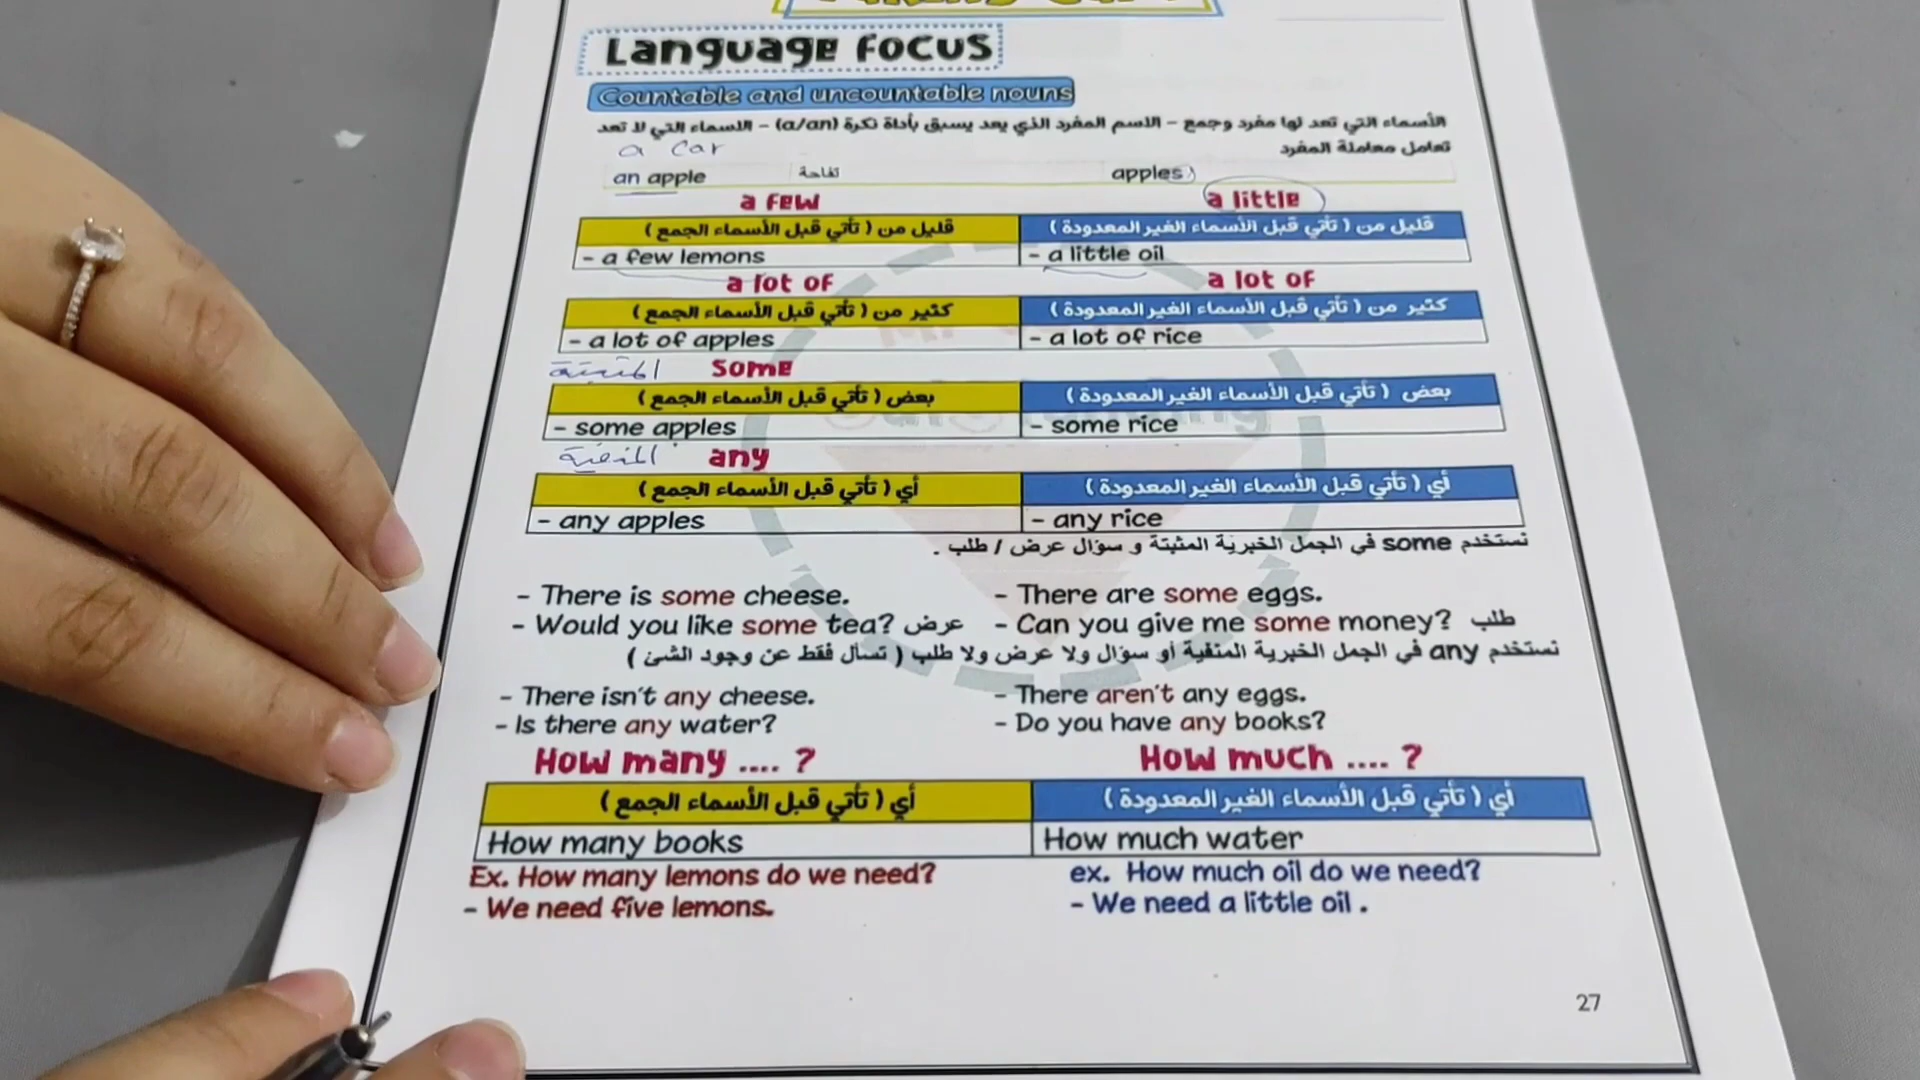 Language Focus
Countable and uncountable nouns
الأسماء التي تعد لها مفرد وجمع - الاسم المفرد الذي يعد يسبق بأداة نكرة (a/an) - الاسماء التي لا تعد
تعامل معاملة المفرد
a car
an apple تفاحة apples
a few a little
قليل من ( تأتي قبل الأسماء الجمع ) قليل من ( تأتي قبل الأسماء الغير المعدودة )
- a few lemons - a little oil
a lot of a lot of
كثير من ( تأتي قبل الأسماء الجمع ) كثير من ( تأتي قبل الأسماء الغير المعدودة )
- a lot of apples - a lot of rice
المثبتة some
بعض ( تأتي قبل الأسماء الجمع ) بعض ( تأتي قبل الأسماء الغير المعدودة )
- some apples - some rice
المنفية any
أي ( تأتي قبل الأسماء الجمع ) أي ( تأتي قبل الأسماء الغير المعدودة )
- any apples - any rice
نستخدم some في الجمل الخبرية المثبتة و سؤال عرض / طلب .
- There is some cheese. - There are some eggs.
- Would you like some tea? عرض - Can you give me some money? طلب
نستخدم any في الجمل الخبرية المنفية أو سؤال ولا عرض ولا طلب ( تسأل فقط عن وجود الشئ )
- There isn't any cheese. - There aren't any eggs.
- Is there any water? - Do you have any books?
How many .... ? How much .... ?
أي ( تأتي قبل الأسماء الجمع ) أي ( تأتي قبل الأسماء الغير المعدودة )
How many books How much water
Ex. How many lemons do we need? ex. How much oil do we need?
- We need five lemons. - We need a little oil .
27